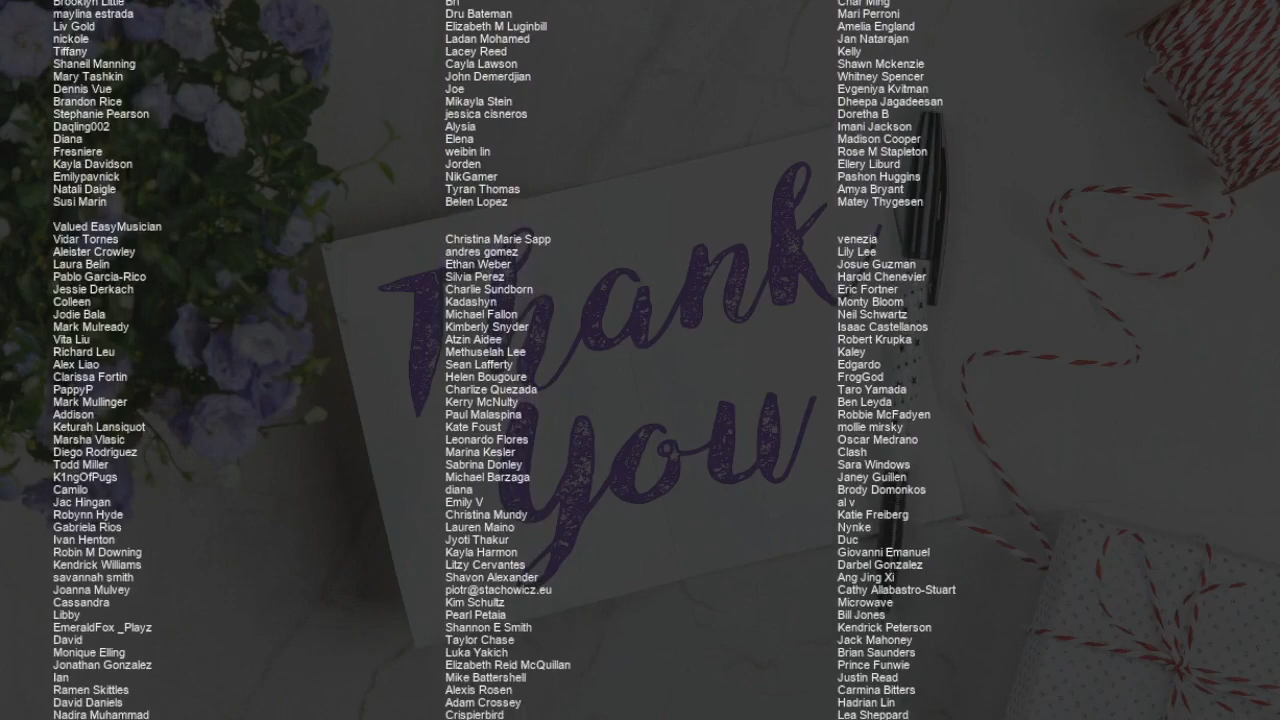 Brooklyn Little
maylina estrada
Liv Gold
nickole
Tiffany
Shaneil Manning
Mary Tashkin
Dennis Vue
Brandon Rice
Stephanie Pearson
Daqling002
Diana
Fresniere
Kayla Davidson
Emilypavnick
Natali Daigle
Susi Marin
Bri
Dru Bateman
Elizabeth M Luginbill
Ladan Mohamed
Lacey Reed
Cayla Lawson
John Demerdjian
Joe
Mikayla Stein
jessica cisneros
Alysia
Elena
weibin lin
Jorden
NikGamer
Tyran Thomas
Belen Lopez
Char Ming
Mari Perroni
Amelia England
Jan Natarajan
Kelly
Shawn Mckenzie
Whitney Spencer
Evgeniya Kvitman
Dheepa Jagadeesan
Doretha B
Imani Jackson
Madison Cooper
Rose M Stapleton
Ellery Liburd
Pashon Huggins
Amya Bryant
Matey Thygesen
Valued EasyMusician
Vidar Tornes
Aleister Crowley
Laura Belin
Pablo Garcia-Rico
Jessie Derkach
Colleen
Jodie Bala
Mark Mulready
Vita Liu
Richard Leu
Alex Liao
Clarissa Fortin
PappyP
Mark Mullinger
Addison
Keturah Lansiquot
Marsha Vlasic
Diego Rodriguez
Todd Miller
K1ngOfPugs
Camilo
Jac Hingan
Robynn Hyde
Gabriela Rios
Ivan Henton
Robin M Downing
Kendrick Williams
savannah smith
Joanna Mulvey
Cassandra
Libby
EmeraldFox _Playz
David
Monique Elling
Jonathan Gonzalez
Ian
Ramen Skittles
David Daniels
Nadira Muhammad
Christina Marie Sapp
andres gomez
Ethan Weber
Silvia Perez
Charlie Sundborn
Kadashyn
Michael Fallon
Kimberly Snyder
Atzin Aidee
Methuselah Lee
Sean Lafferty
Helen Bougoure
Charlize Quezada
Kerry McNulty
Paul Malaspina
Kate Foust
Leonardo Flores
Marina Kesler
Sabrina Donley
Michael Barzaga
diana
Emily V
Christina Mundy
Lauren Maino
Jyoti Thakur
Kayla Harmon
Litzy Cervantes
Shavon Alexander
piotr@stachowicz.eu
Kim Schultz
Pearl Petaia
Shannon E Smith
Taylor Chase
Luka Yakich
Elizabeth Reid McQuillan
Mike Battershell
Alexis Rosen
Adam Crossey
Crispierbird
venezia
Lily Lee
Josue Guzman
Harold Chenevier
Eric Fortner
Monty Bloom
Neil Schwartz
Isaac Castellanos
Robert Krupka
Kaley
Edgardo
FrogGod
Taro Yamada
Ben Leyda
Robbie McFadyen
mollie mirsky
Oscar Medrano
Clash
Sara Windows
Janey Guillen
Brody Domonkos
al v
Katie Freiberg
Nynke
Duc
Giovanni Emanuel
Darbel Gonzalez
Ang Jing Xi
Cathy Allabastro-Stuart
Microwave
Bill Jones
Kendrick Peterson
Jack Mahoney
Brian Saunders
Prince Funwie
Justin Read
Carmina Bitters
Hadrian Lin
Lea Sheppard
Thank
you